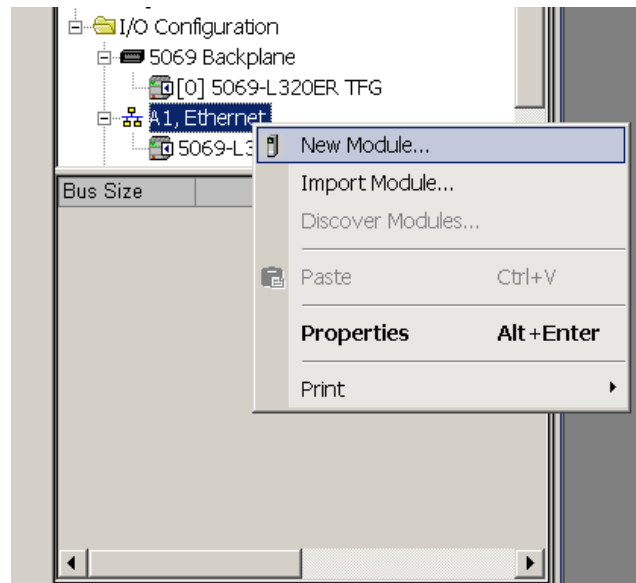 I/O Configuration
5069 Backplane
[0] 5069-L320ER TFG
A1, Ethernet
5069-L3
New Module...
Import Module...
Discover Modules...
Paste Ctrl+V
Properties Alt+Enter
Print
Bus Size